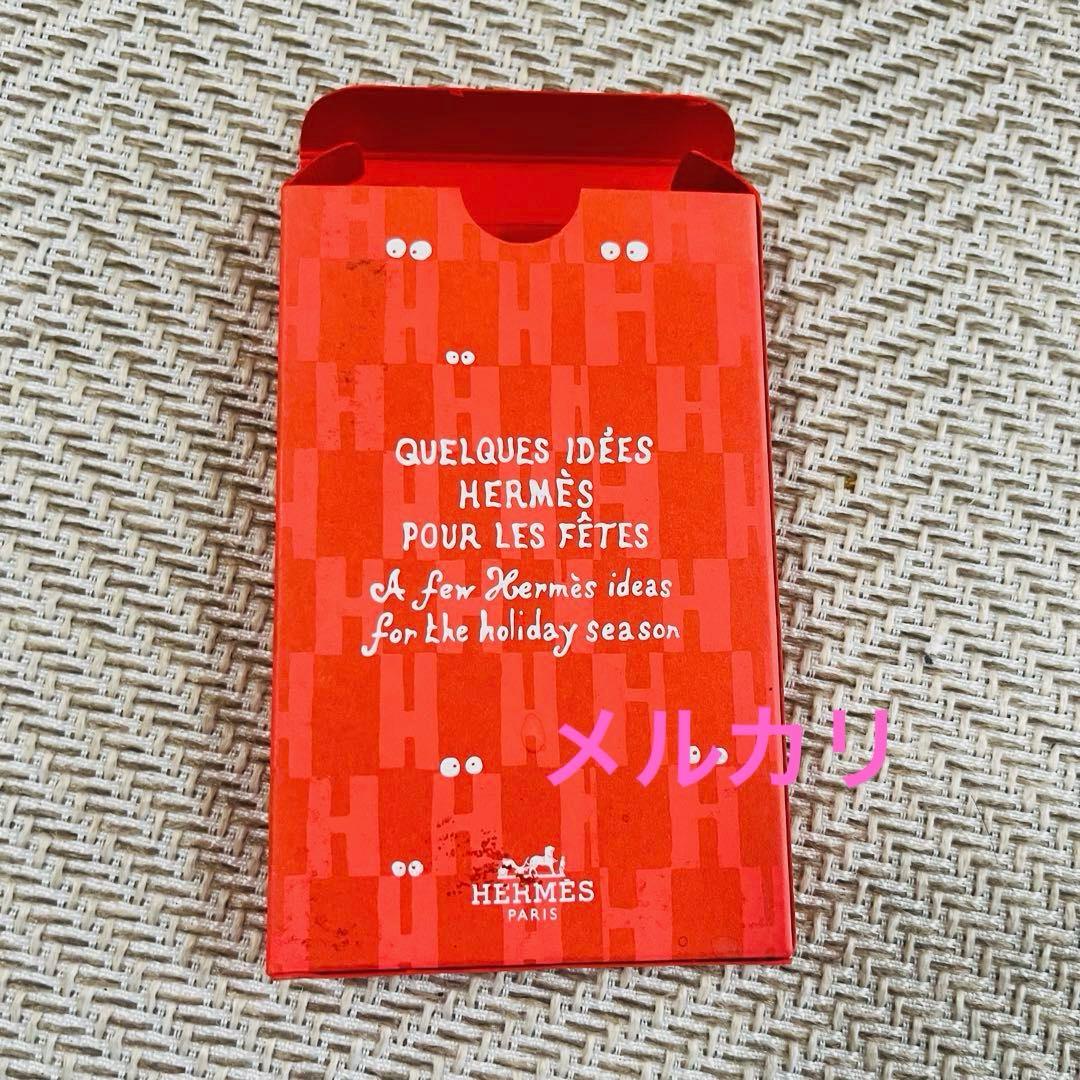 QUELQUES IDÉES
HERMÈS
POUR LES FÊTES
A few Hermès ideas
for the holiday season
メルカリ
HERMÈS
PARIS